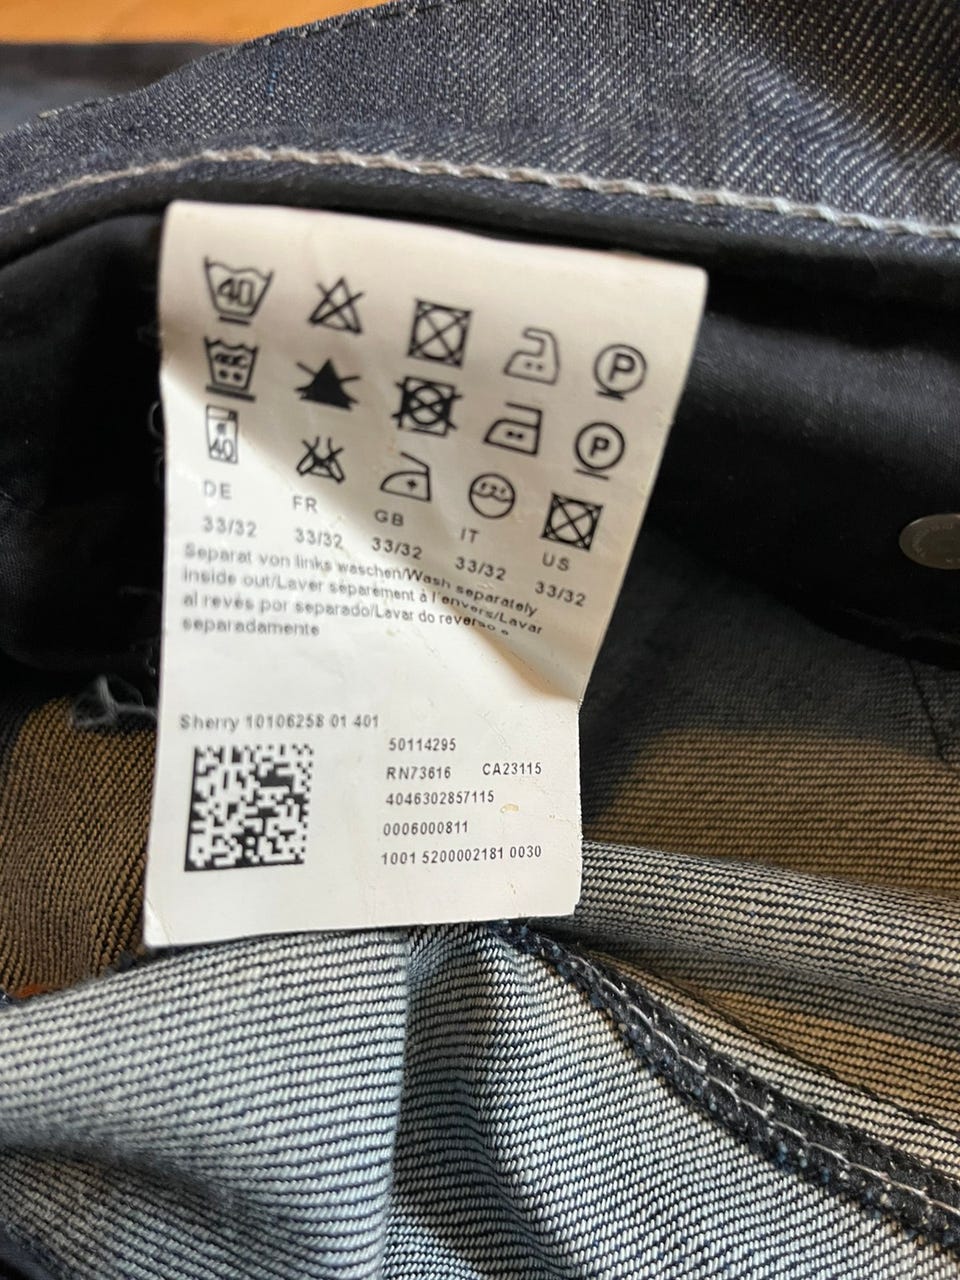 40
P
P
40
DE FR GB IT US
33/32 33/32 33/32 33/32 33/32
Separat von links waschen/Wash separately
inside out/Laver séparément à l'envers/Lavar
al revés por separado/Lavar do reverso e
separadamente
Sherry 10106258 01 401
50114295
RN73616 CA23115
4046302857115
0006000811
1001 5200002181 0030